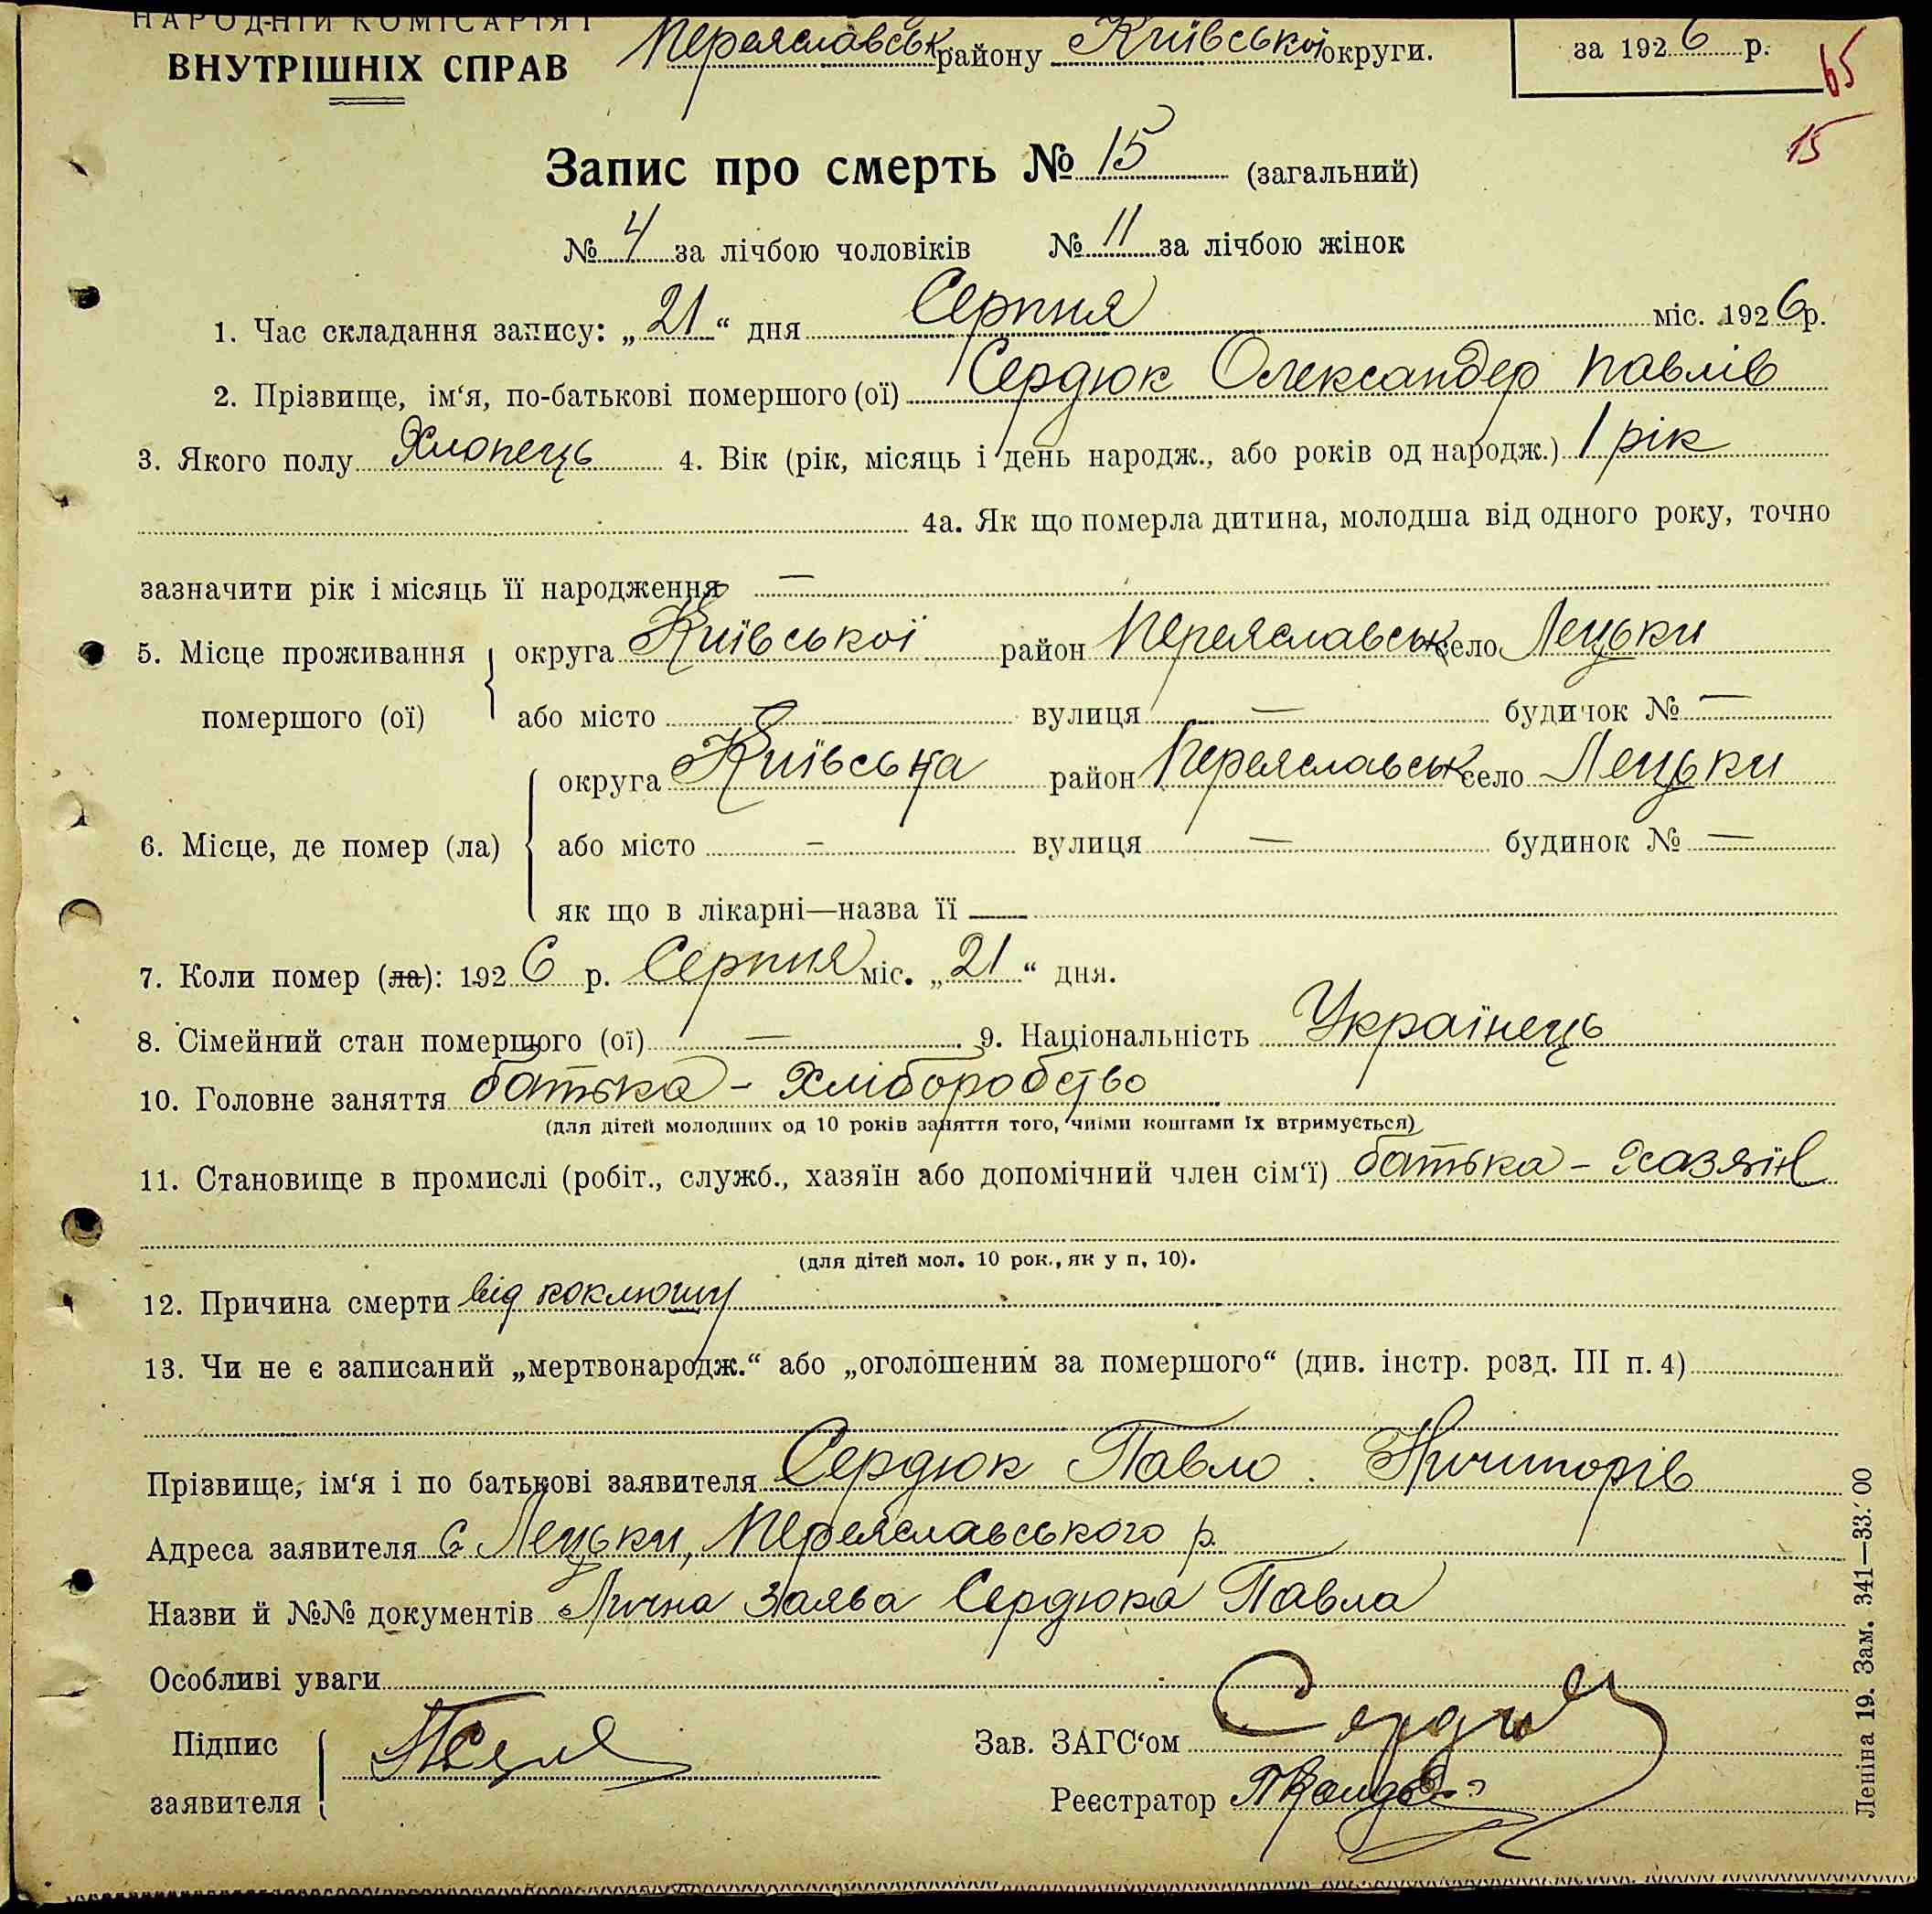 НАРОДНІЙ КОМІСАРІЯТ
ВНУТРІШНІХ СПРАВ
Переяславськ району Київської округи.
за 1926 р.
65
15
Запис про смерть № 15 (загальний)
№ 4 за лічбою чоловіків № 11 за лічбою жінок
1. Час складання запису: „21“ дня Серпня міс. 1926 р.
2. Прізвище, ім‘я, по-батькові помершого (ої) Сердюк Олександер Павлів
3. Якого полу Хлопець 4. Вік (рік, місяць і день народж., або років од народж.) 1 рік
4а. Як що померла дитина, молодша від одного року, точно
зазначити рік і місяць її народження —
5. Місце проживання помершого (ої) округа Київської район Переяславськ село Лецьки
або місто — вулиця — будичок № —
6. Місце, де помер (ла) округа Київська район Переяславськ село Лецьки
або місто — вулиця — будинок № —
як що в лікарні—назва її —
7. Коли помер (ла): 1926 р. Серпня міс. „21“ дня.
8. Сімейний стан помершого (ої) — 9. Національність Українець
10. Головне заняття батька - Хліборобство
(для дітей молодших од 10 років заняття того, чиїми коштами їх втримується)
11. Становище в промислі (робіт., служб., хазяїн або допомічний член сім‘ї) батька - Хазяїн
(для дітей мол. 10 рок., як у п. 10).
12. Причина смерти від коклюшу
13. Чи не є записаний „мертвонародж.“ або „оголошеним за помершого“ (див. інстр. розд. III п. 4)
Прізвище, ім‘я і по батькові заявителя Сердюк Павло Ничипорів
Адреса заявителя с Лецьки, Переяславського р.
Назви й №№ документів Лична заява Сердюка Павла
Особливі уваги
Підпис заявителя
Зав. ЗАГС‘ом Сердюк
Реєстратор
Леніна 19. Зам. 341—33.000